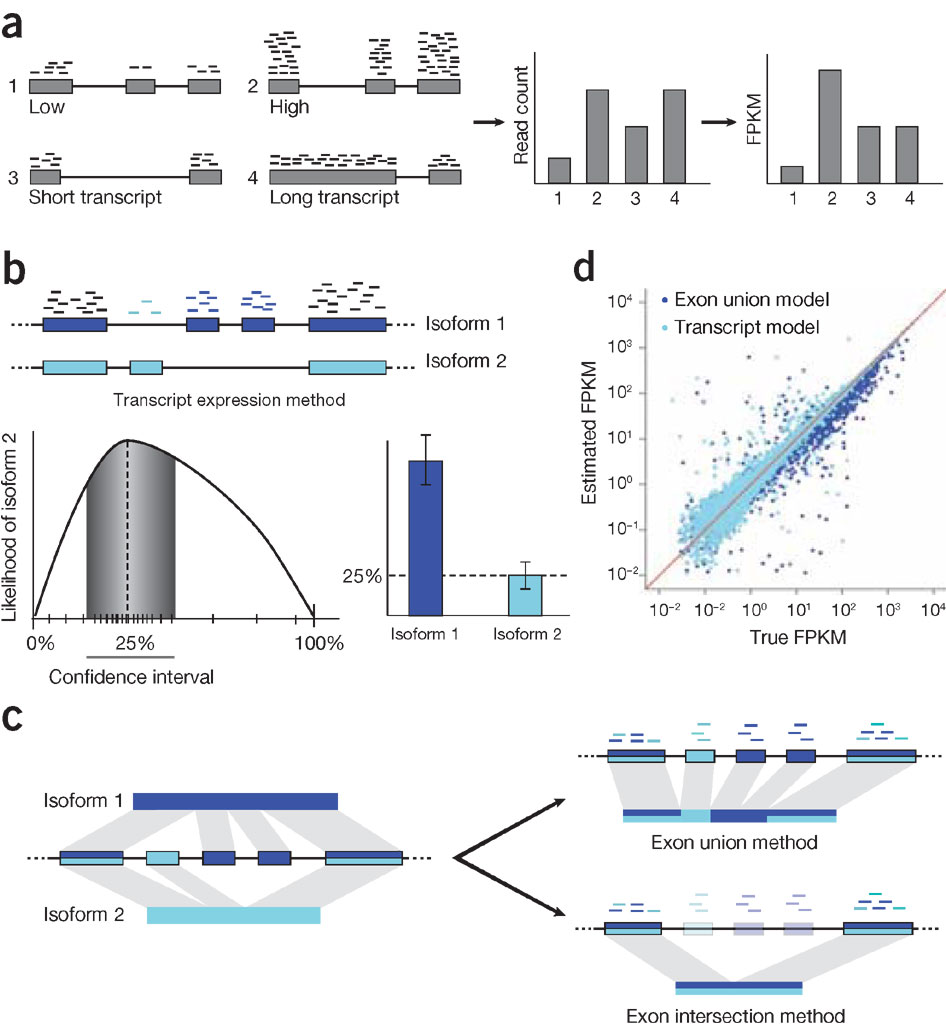 a
1
Low
2
High
3
Short transcript
4
Long transcript
Read count
1 2 3 4
FPKM
1 2 3 4
b
Isoform 1
Isoform 2
Transcript expression method
Likelihood of isoform 2
0% 25% 100%
Confidence interval
25%
Isoform 1 Isoform 2
d
Exon union model
Transcript model
Estimated FPKM
10⁴
10³
10²
10¹
10⁰
10⁻¹
10⁻²
10⁻² 10⁻² 10⁰ 10¹ 10² 10³ 10⁴
True FPKM
c
Isoform 1
Isoform 2
Exon union method
Exon intersection method